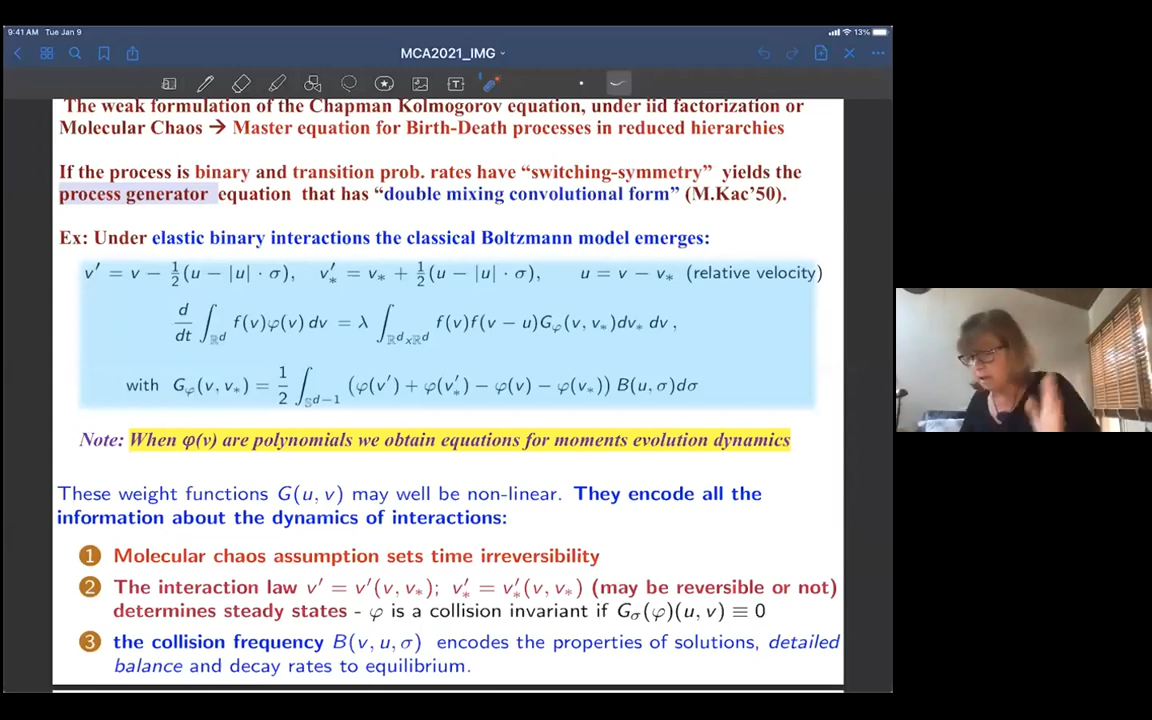 9:41 AM Tue Jan 9
13%
MCA2021_IMG
The weak formulation of the Chapman Kolmogorov equation, under iid factorization or
Molecular Chaos → Master equation for Birth-Death processes in reduced hierarchies
If the process is binary and transition prob. rates have “switching-symmetry” yields the
process generator equation that has “double mixing convolutional form” (M.Kac’50).
Ex: Under elastic binary interactions the classical Boltzmann model emerges:
v′ = v − ½(u − |u| · σ), v′∗ = v∗ + ½(u − |u| · σ), u = v − v∗ (relative velocity)
d/dt ∫_ℝd f(v)φ(v) dv = λ ∫_ℝdxℝd f(v)f(v − u)Gφ(v, v∗)dv∗ dv ,
with Gφ(v, v∗) = 1/2 ∫_𝕊d−1 (φ(v′) + φ(v′∗) − φ(v) − φ(v∗)) B(u, σ)dσ
Note: When φ(v) are polynomials we obtain equations for moments evolution dynamics
These weight functions G(u, v) may well be non-linear. They encode all the
information about the dynamics of interactions:
1 Molecular chaos assumption sets time irreversibility
2 The interaction law v′ = v′(v, v∗); v′∗ = v′∗(v, v∗) (may be reversible or not)
determines steady states - φ is a collision invariant if Gσ(φ)(u, v) ≡ 0
3 the collision frequency B(v, u, σ) encodes the properties of solutions, detailed
balance and decay rates to equilibrium.